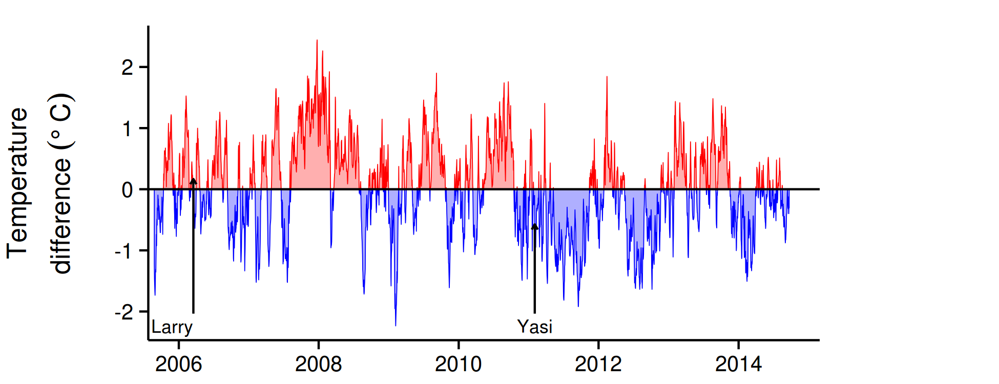 Temperature
difference (° C)
2
1
0
-1
-2
Larry
Yasi
2006
2008
2010
2012
2014